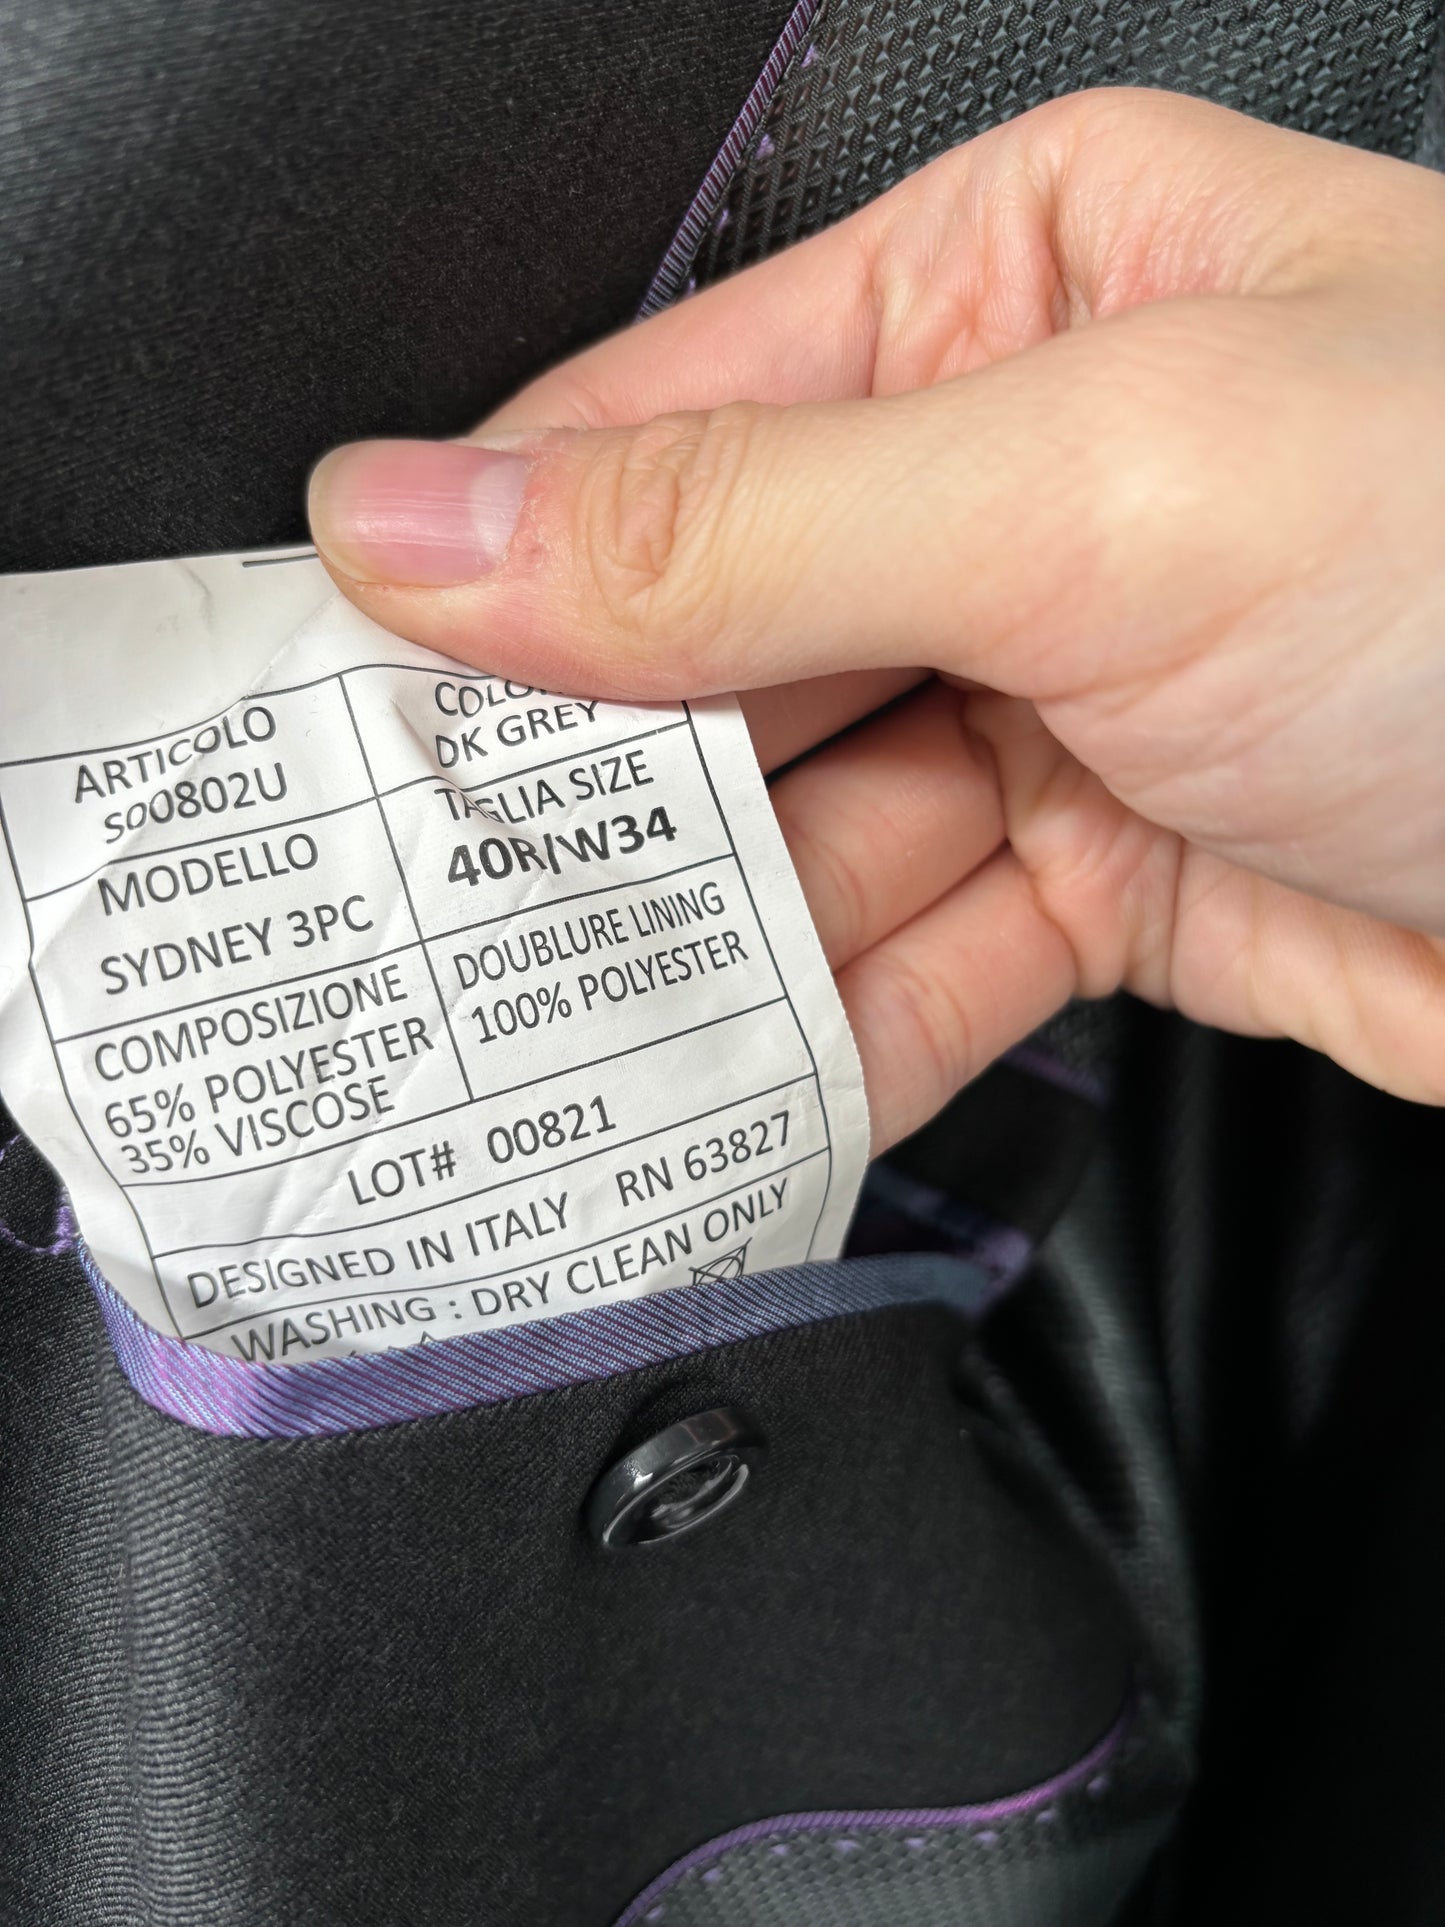 ARTICOLO
S00802U
DK GREY
MODELLO
SYDNEY 3PC
TAGLIA SIZE
40R/W34
COMPOSIZIONE
65% POLYESTER
35% VISCOSE
DOUBLURE LINING
100% POLYESTER
LOT# 00821
DESIGNED IN ITALY RN 63827
WASHING : DRY CLEAN ONLY